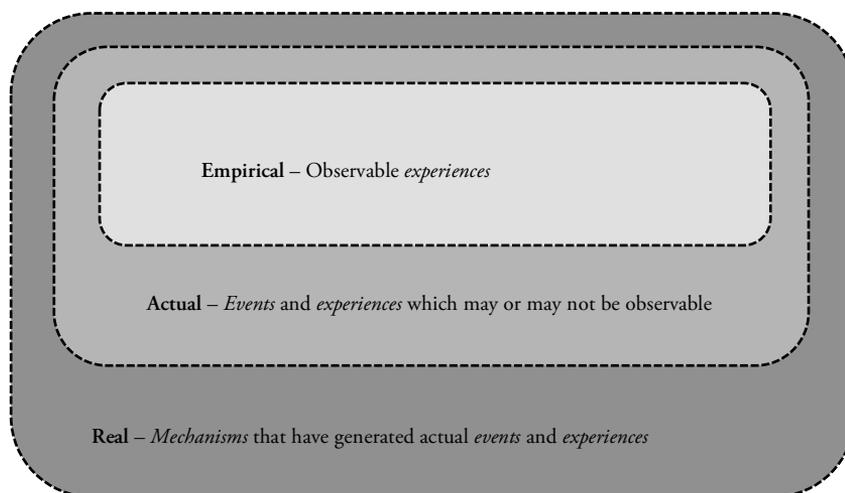 Empirical – Observable experiences
Actual – Events and experiences which may or may not be observable
Real – Mechanisms that have generated actual events and experiences